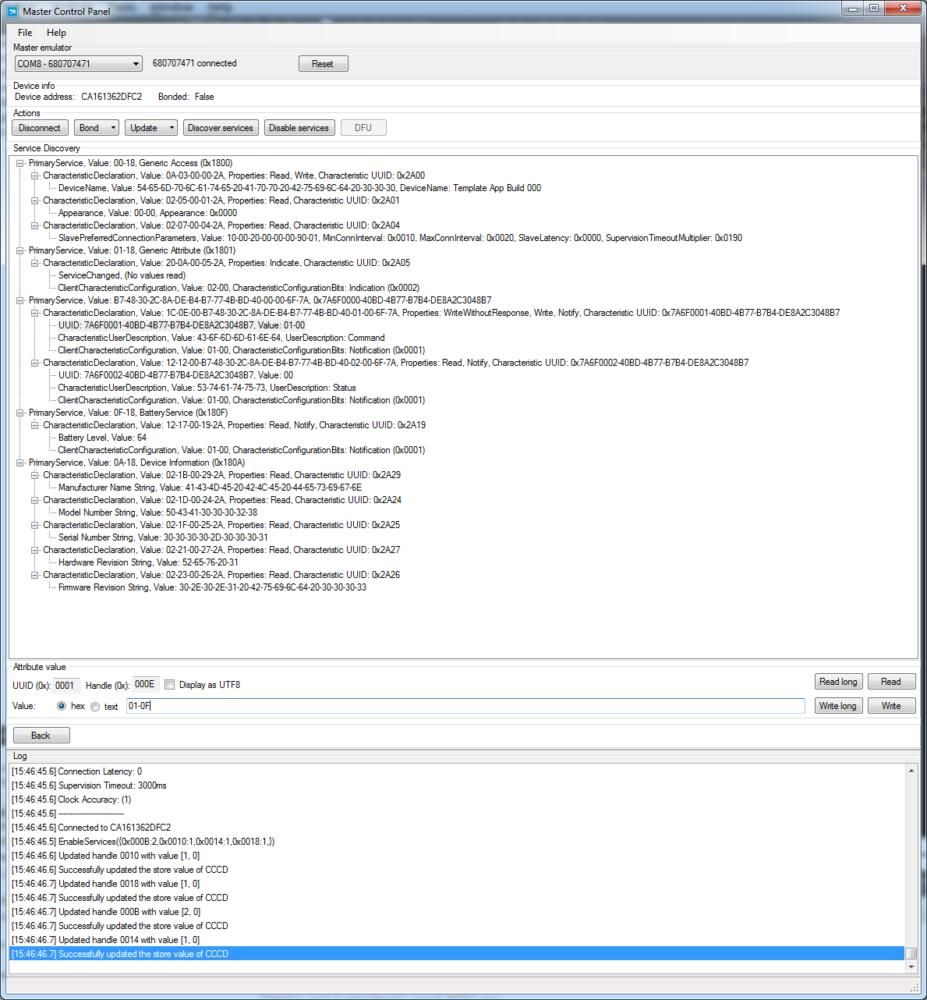 Master Control Panel
File Help
Master emulator
COM8 - 680707471 680707471 connected Reset
Device info
Device address: CA161362DFC2 Bonded: False
Actions
Disconnect Bond Update Discover services Disable services DFU
Service Discovery
PrimaryService, Value: 00-18, Generic Access (0x1800)
CharacteristicDeclaration, Value: 0A-03-00-00-2A, Properties: Read, Write, Characteristic UUID: 0x2A00
DeviceName, Value: 54-65-6D-70-6C-61-74-65-20-41-70-70-20-42-75-69-6C-64-20-30-30-30, DeviceName: Template App Build 000
CharacteristicDeclaration, Value: 02-05-00-01-2A, Properties: Read, Characteristic UUID: 0x2A01
Appearance, Value: 00-00, Appearance: 0x0000
CharacteristicDeclaration, Value: 02-07-00-04-2A, Properties: Read, Characteristic UUID: 0x2A04
SlavePreferredConnectionParameters, Value: 10-00-20-00-00-00-90-01, MinConnInterval: 0x0010, MaxConnInterval: 0x0020, SlaveLatency: 0x0000, SupervisionTimeoutMultiplier: 0x0190
PrimaryService, Value: 01-18, Generic Attribute (0x1801)
CharacteristicDeclaration, Value: 20-0A-00-05-2A, Properties: Indicate, Characteristic UUID: 0x2A05
ServiceChanged, (No values read)
ClientCharacteristicConfiguration, Value: 02-00, CharacteristicConfigurationBits: Indication (0x0002)
PrimaryService, Value: B7-48-30-2C-8A-DE-B4-B7-77-4B-BD-40-00-00-6F-7A, 0x7A6F0000-40BD-4B77-B7B4-DE8A2C3048B7
CharacteristicDeclaration, Value: 1C-0E-00-B7-48-30-2C-8A-DE-B4-B7-77-4B-BD-40-01-00-6F-7A, Properties: WriteWithoutResponse, Write, Notify, Characteristic UUID: 0x7A6F0001-40BD-4B77-B7B4-DE8A2C3048B7
UUID: 7A6F0001-40BD-4B77-B7B4-DE8A2C3048B7, Value: 01-00
CharacteristicUserDescription, Value: 43-6F-6D-6D-61-6E-64, UserDescription: Command
ClientCharacteristicConfiguration, Value: 01-00, CharacteristicConfigurationBits: Notification (0x0001)
CharacteristicDeclaration, Value: 12-12-00-B7-48-30-2C-8A-DE-B4-B7-77-4B-BD-40-02-00-6F-7A, Properties: Read, Notify, Characteristic UUID: 0x7A6F0002-40BD-4B77-B7B4-DE8A2C3048B7
UUID: 7A6F0002-40BD-4B77-B7B4-DE8A2C3048B7, Value: 00
CharacteristicUserDescription, Value: 53-74-61-74-75-73, UserDescription: Status
ClientCharacteristicConfiguration, Value: 01-00, CharacteristicConfigurationBits: Notification (0x0001)
PrimaryService, Value: 0F-18, BatteryService (0x180F)
CharacteristicDeclaration, Value: 12-17-00-19-2A, Properties: Read, Notify, Characteristic UUID: 0x2A19
Battery Level, Value: 64
ClientCharacteristicConfiguration, Value: 01-00, CharacteristicConfigurationBits: Notification (0x0001)
PrimaryService, Value: 0A-18, Device Information (0x180A)
CharacteristicDeclaration, Value: 02-1B-00-29-2A, Properties: Read, Characteristic UUID: 0x2A29
Manufacturer Name String, Value: 41-43-4D-45-20-42-4C-45-20-44-65-73-69-67-6E
CharacteristicDeclaration, Value: 02-1D-00-24-2A, Properties: Read, Characteristic UUID: 0x2A24
Model Number String, Value: 50-43-41-30-30-30-32-38
CharacteristicDeclaration, Value: 02-1F-00-25-2A, Properties: Read, Characteristic UUID: 0x2A25
Serial Number String, Value: 30-30-30-30-2D-30-30-30-31
CharacteristicDeclaration, Value: 02-21-00-27-2A, Properties: Read, Characteristic UUID: 0x2A27
Hardware Revision String, Value: 52-65-76-20-31
CharacteristicDeclaration, Value: 02-23-00-26-2A, Properties: Read, Characteristic UUID: 0x2A26
Firmware Revision String, Value: 30-2E-30-2E-31-20-42-75-69-6C-64-20-30-30-30-33
Attribute value
UUID (0x): 0001 Handle (0x): 000E Display as UTF8 Read long Read
Value: hex text 01-0F Write long Write
Back
Log
[15:46:45.6] Connection Latency: 0
[15:46:45.6] Supervision Timeout: 3000ms
[15:46:45.6] Clock Accuracy: (1)
[15:46:45.6] ----------------------------
[15:46:45.6] Connected to CA161362DFC2
[15:46:46.5] EnableServices({0x000B:2,0x0010:1,0x0014:1,0x0018:1,})
[15:46:46.6] Updated handle 0010 with value [1, 0]
[15:46:46.6] Successfully updated the store value of CCCD
[15:46:46.7] Updated handle 0018 with value [1, 0]
[15:46:46.7] Successfully updated the store value of CCCD
[15:46:46.7] Updated handle 000B with value [2, 0]
[15:46:46.7] Successfully updated the store value of CCCD
[15:46:46.7] Updated handle 0014 with value [1, 0]
[15:46:46.7] Successfully updated the store value of CCCD